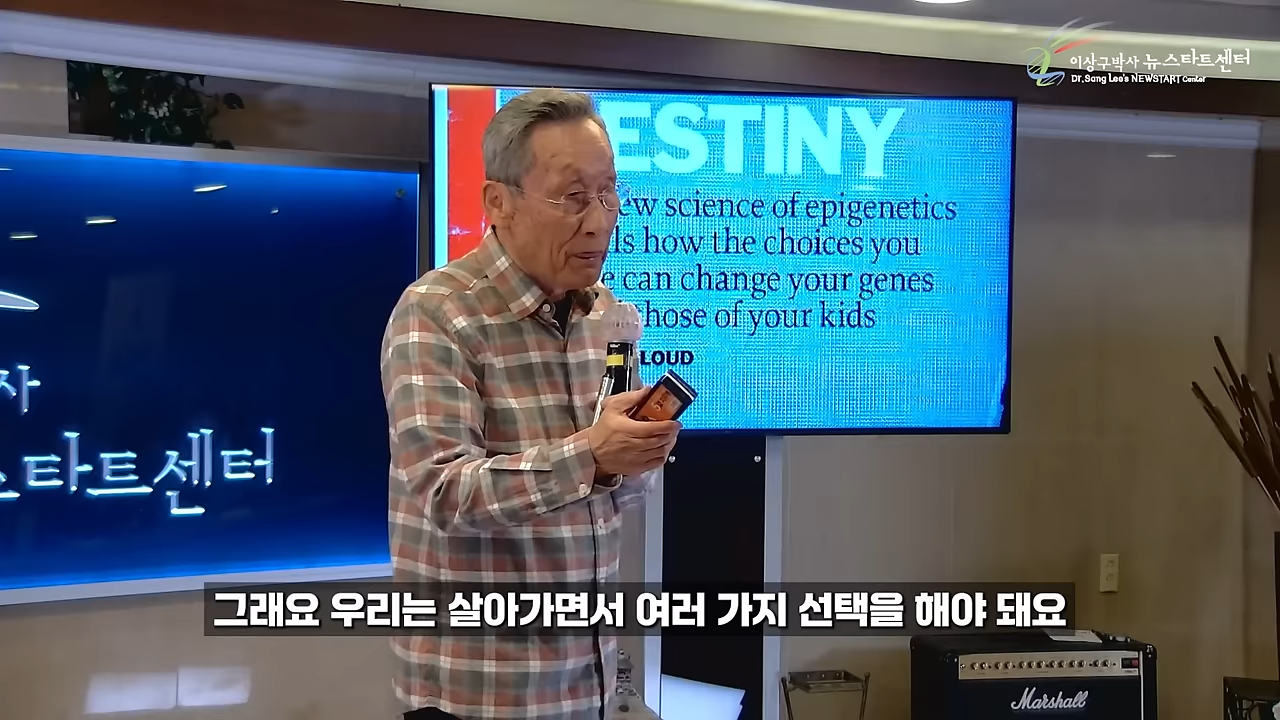 이상구박사 뉴스타트센터
Dr.Sang Lee's NEWSTART Center
ESTINY
ew science of epigenetics
ls how the choices you
e can change your genes
hose of your kids
LOUD
사
스타트센터
그래요 우리는 살아가면서 여러 가지 선택을 해야 돼요
Marshall